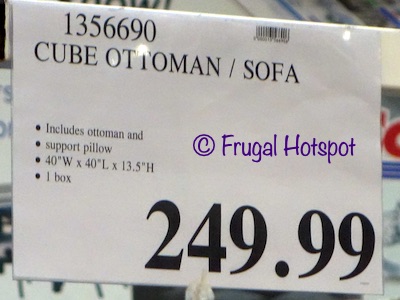 1356690
CUBE OTTOMAN / SOFA
• Includes ottoman and
• support pillow
• 40"W x 40"L x 13.5"H
• 1 box
© Frugal Hotspot
249.99